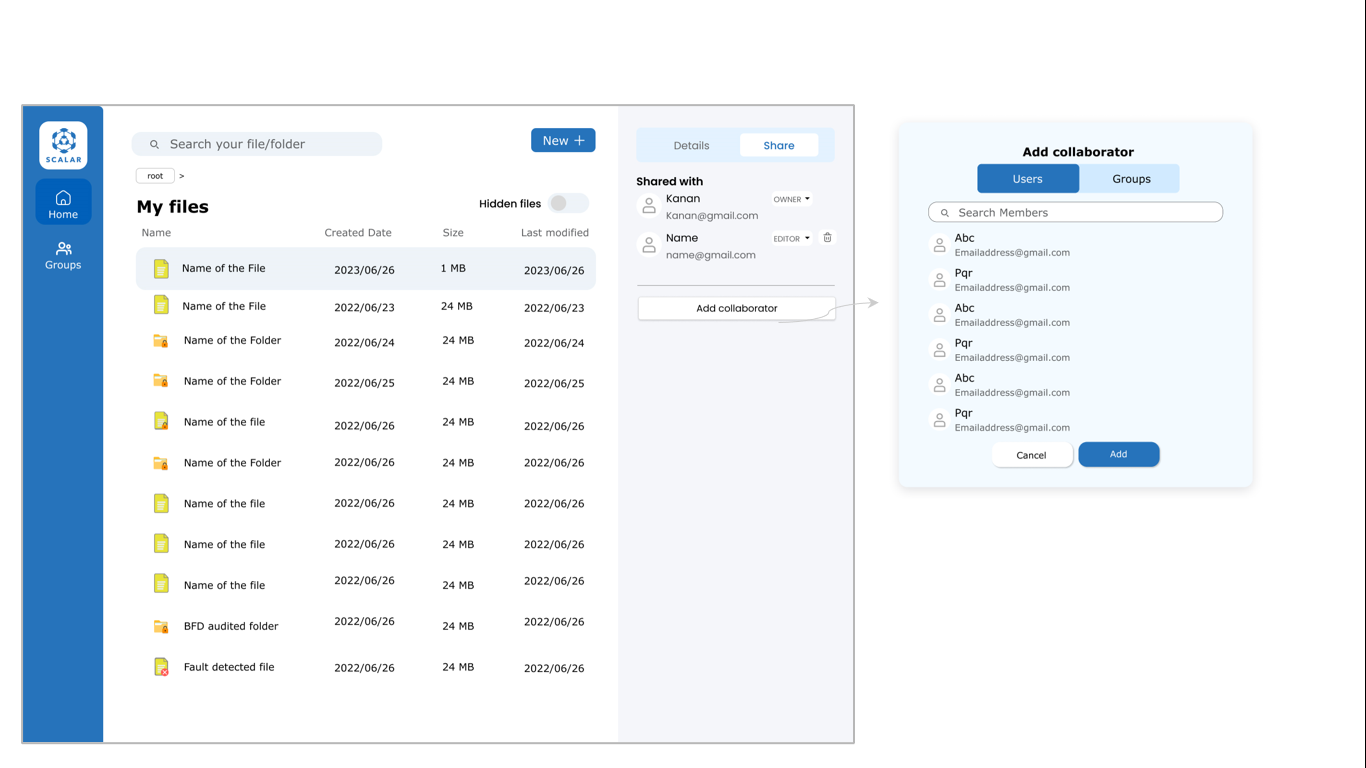 SCALAR
Home
Groups
Search your file/folder
New +
root >
My files
Hidden files
Name Created Date Size Last modified
Name of the File 2023/06/26 1 MB 2023/06/26
Name of the File 2022/06/23 24 MB 2022/06/23
Name of the Folder 2022/06/24 24 MB 2022/06/24
Name of the Folder 2022/06/25 24 MB 2022/06/25
Name of the file 2022/06/26 24 MB 2022/06/26
Name of the Folder 2022/06/26 24 MB 2022/06/26
Name of the file 2022/06/26 24 MB 2022/06/26
Name of the file 2022/06/26 24 MB 2022/06/26
Name of the file 2022/06/26 24 MB 2022/06/26
BFD audited folder 2022/06/26 24 MB 2022/06/26
Fault detected file 2022/06/26 24 MB 2022/06/26
Details Share
Shared with
Kanan OWNER
Kanan@gmail.com
Name EDITOR
name@gmail.com
Add collaborator
Add collaborator
Users Groups
Search Members
Abc
Emailaddress@gmail.com
Pqr
Emailaddress@gmail.com
Abc
Emailaddress@gmail.com
Pqr
Emailaddress@gmail.com
Abc
Emailaddress@gmail.com
Pqr
Emailaddress@gmail.com
Cancel Add